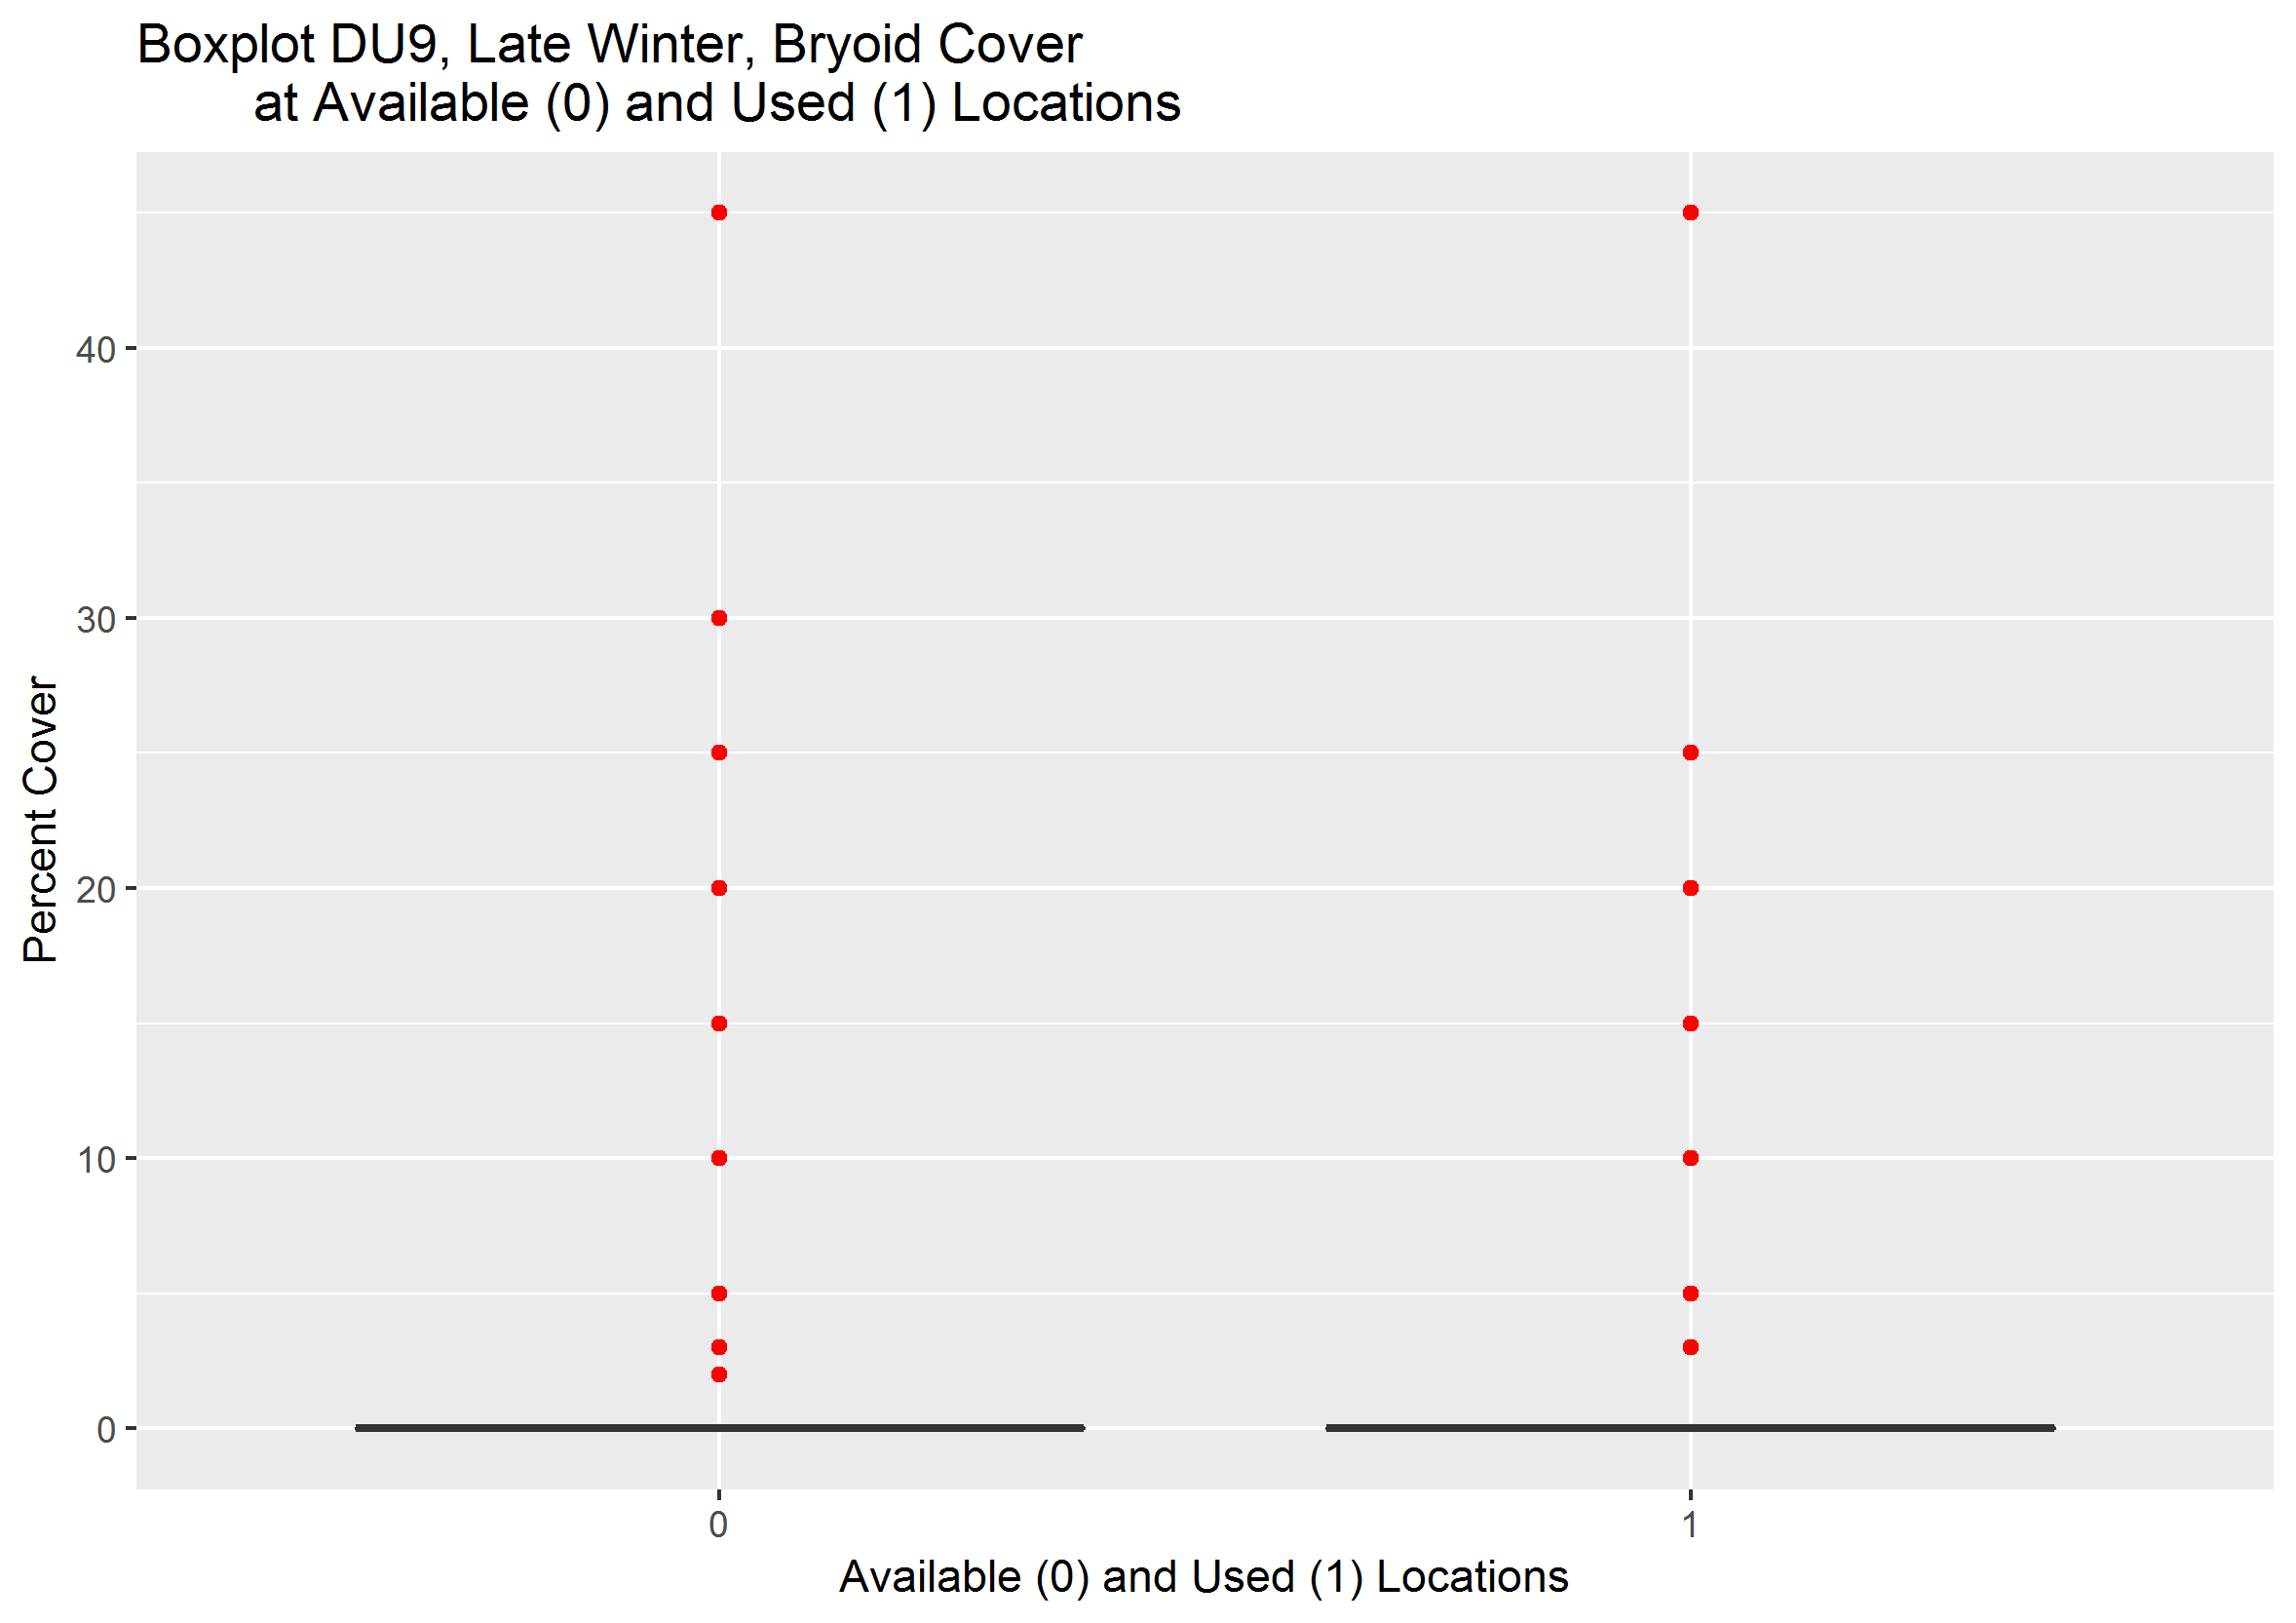 Boxplot DU9, Late Winter, Bryoid Cover
at Available (0) and Used (1) Locations
Percent Cover
40
30
20
10
0
0 1
Available (0) and Used (1) Locations